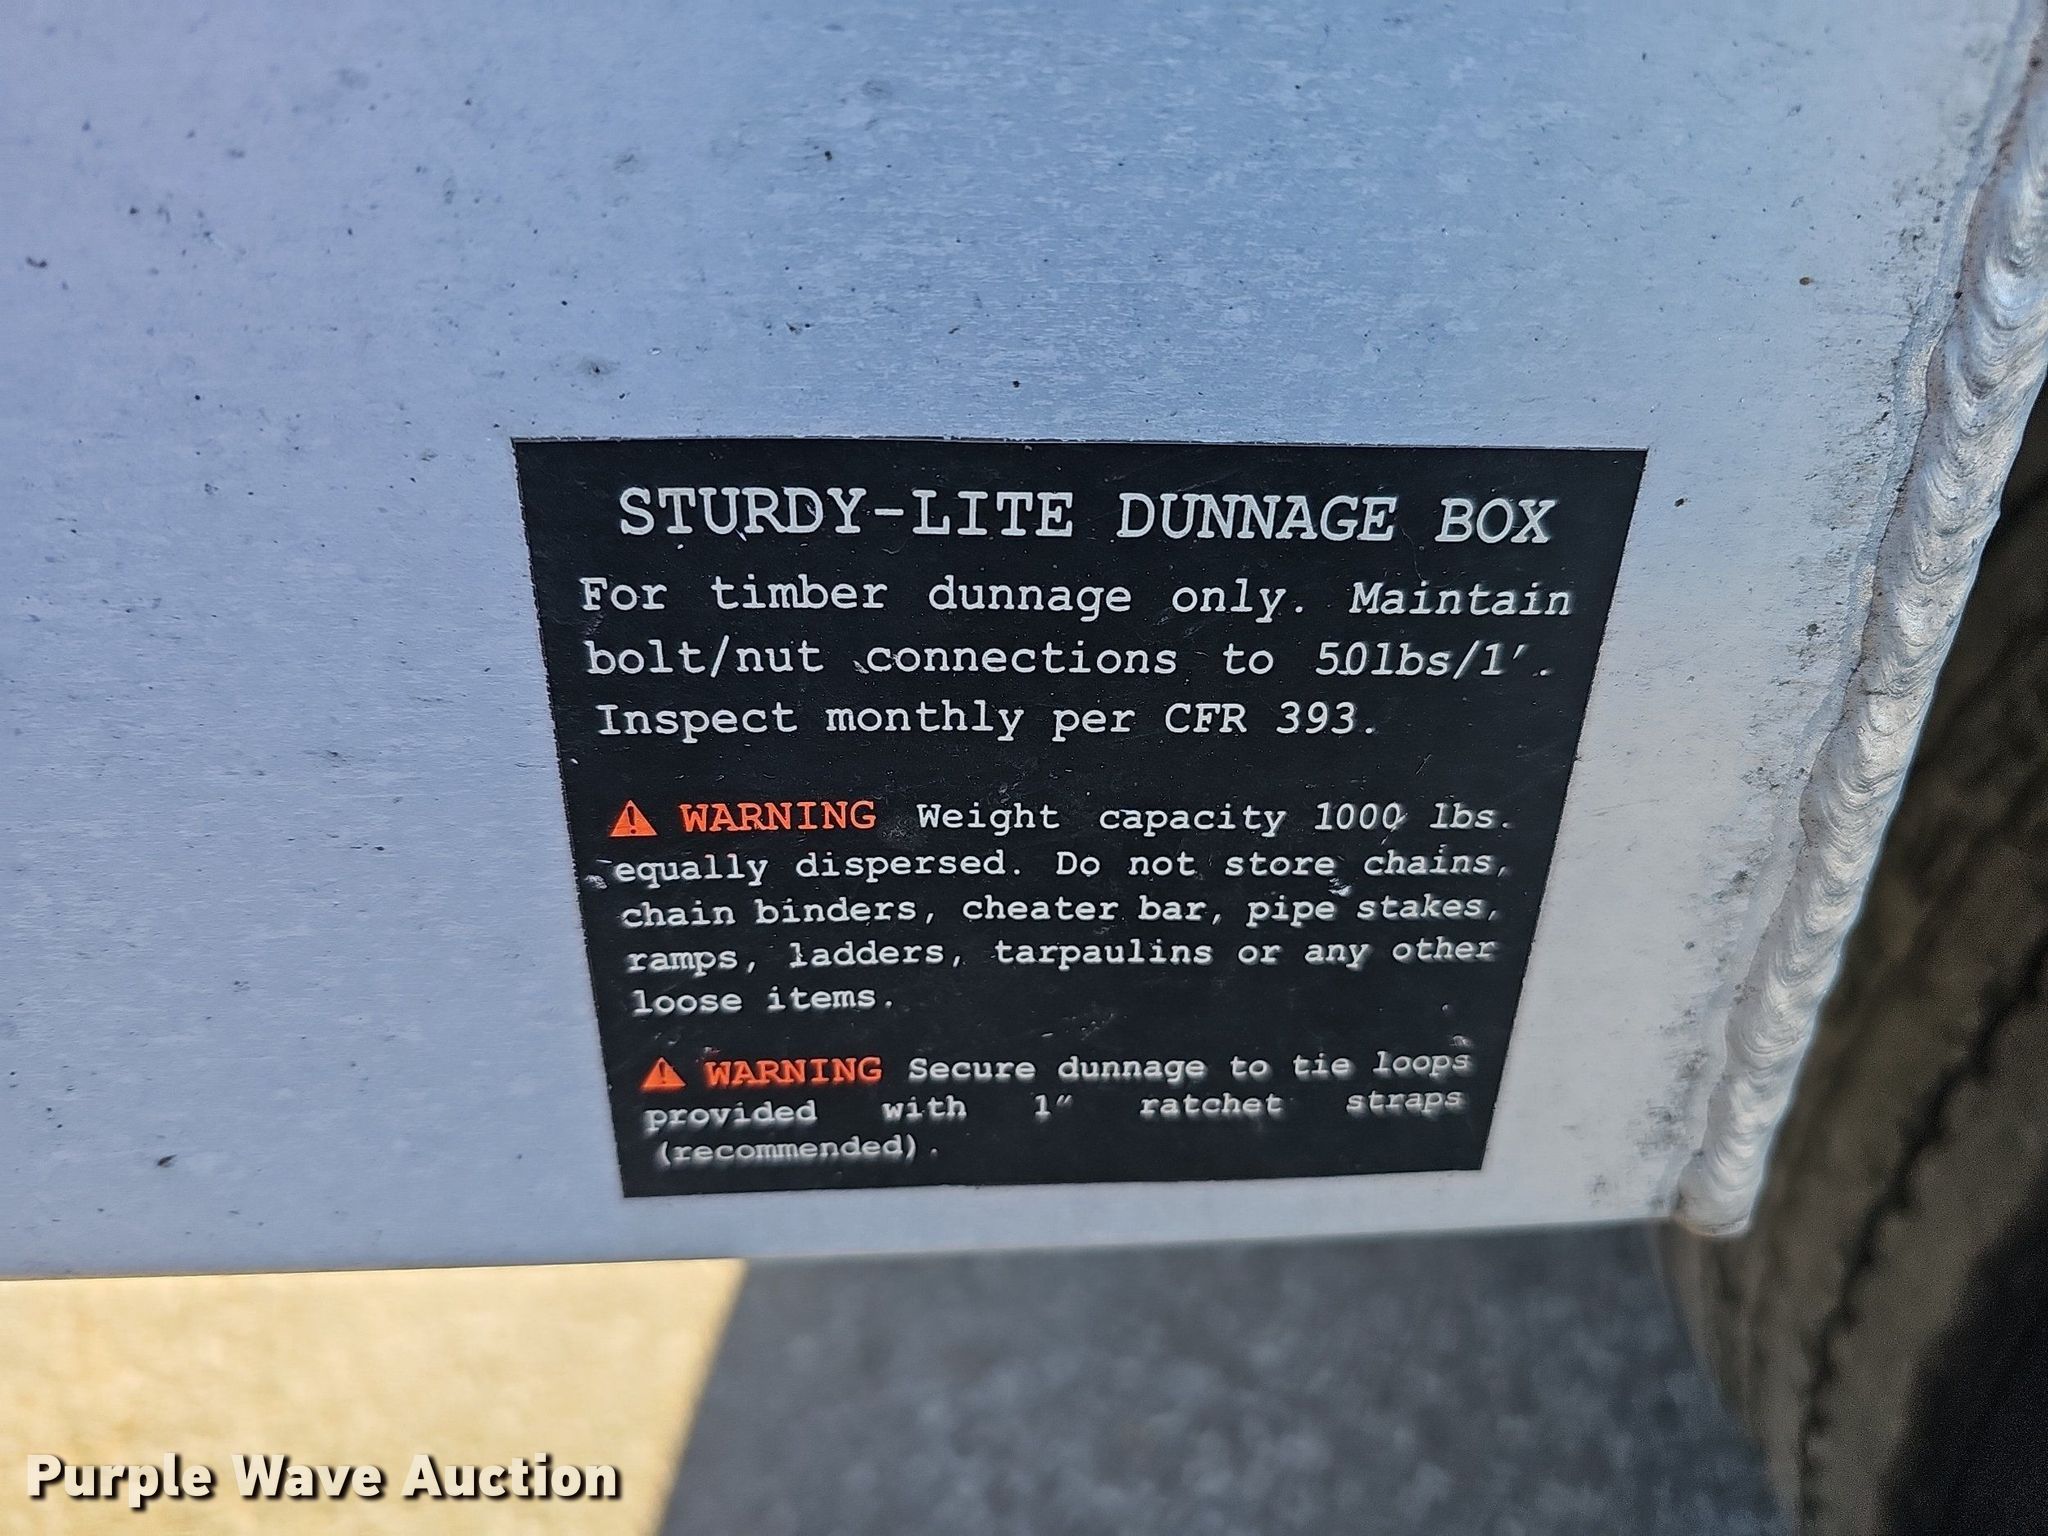 STURDY-LITE DUNNAGE BOX
For timber dunnage only. Maintain
bolt/nut connections to 50lbs/1′.
Inspect monthly per CFR 393.
WARNING Weight capacity 1000 lbs.
equally dispersed. Do not store chains,
chain binders, cheater bar, pipe stakes,
ramps, ladders, tarpaulins or any other
loose items.
WARNING Secure dunnage to tie loops
provided with 1″ ratchet straps
(recommended).
Purple Wave Auction